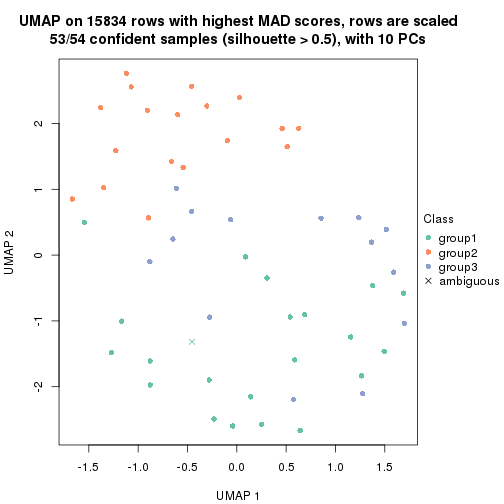 UMAP on 15834 rows with highest MAD scores, rows are scaled
53/54 confident samples (silhouette > 0.5), with 10 PCs
2
1
0
-1
-2
UMAP 2
-1.5
-1.0
-0.5
0.0
0.5
1.0
1.5
UMAP 1
Class
group1
group2
group3
ambiguous